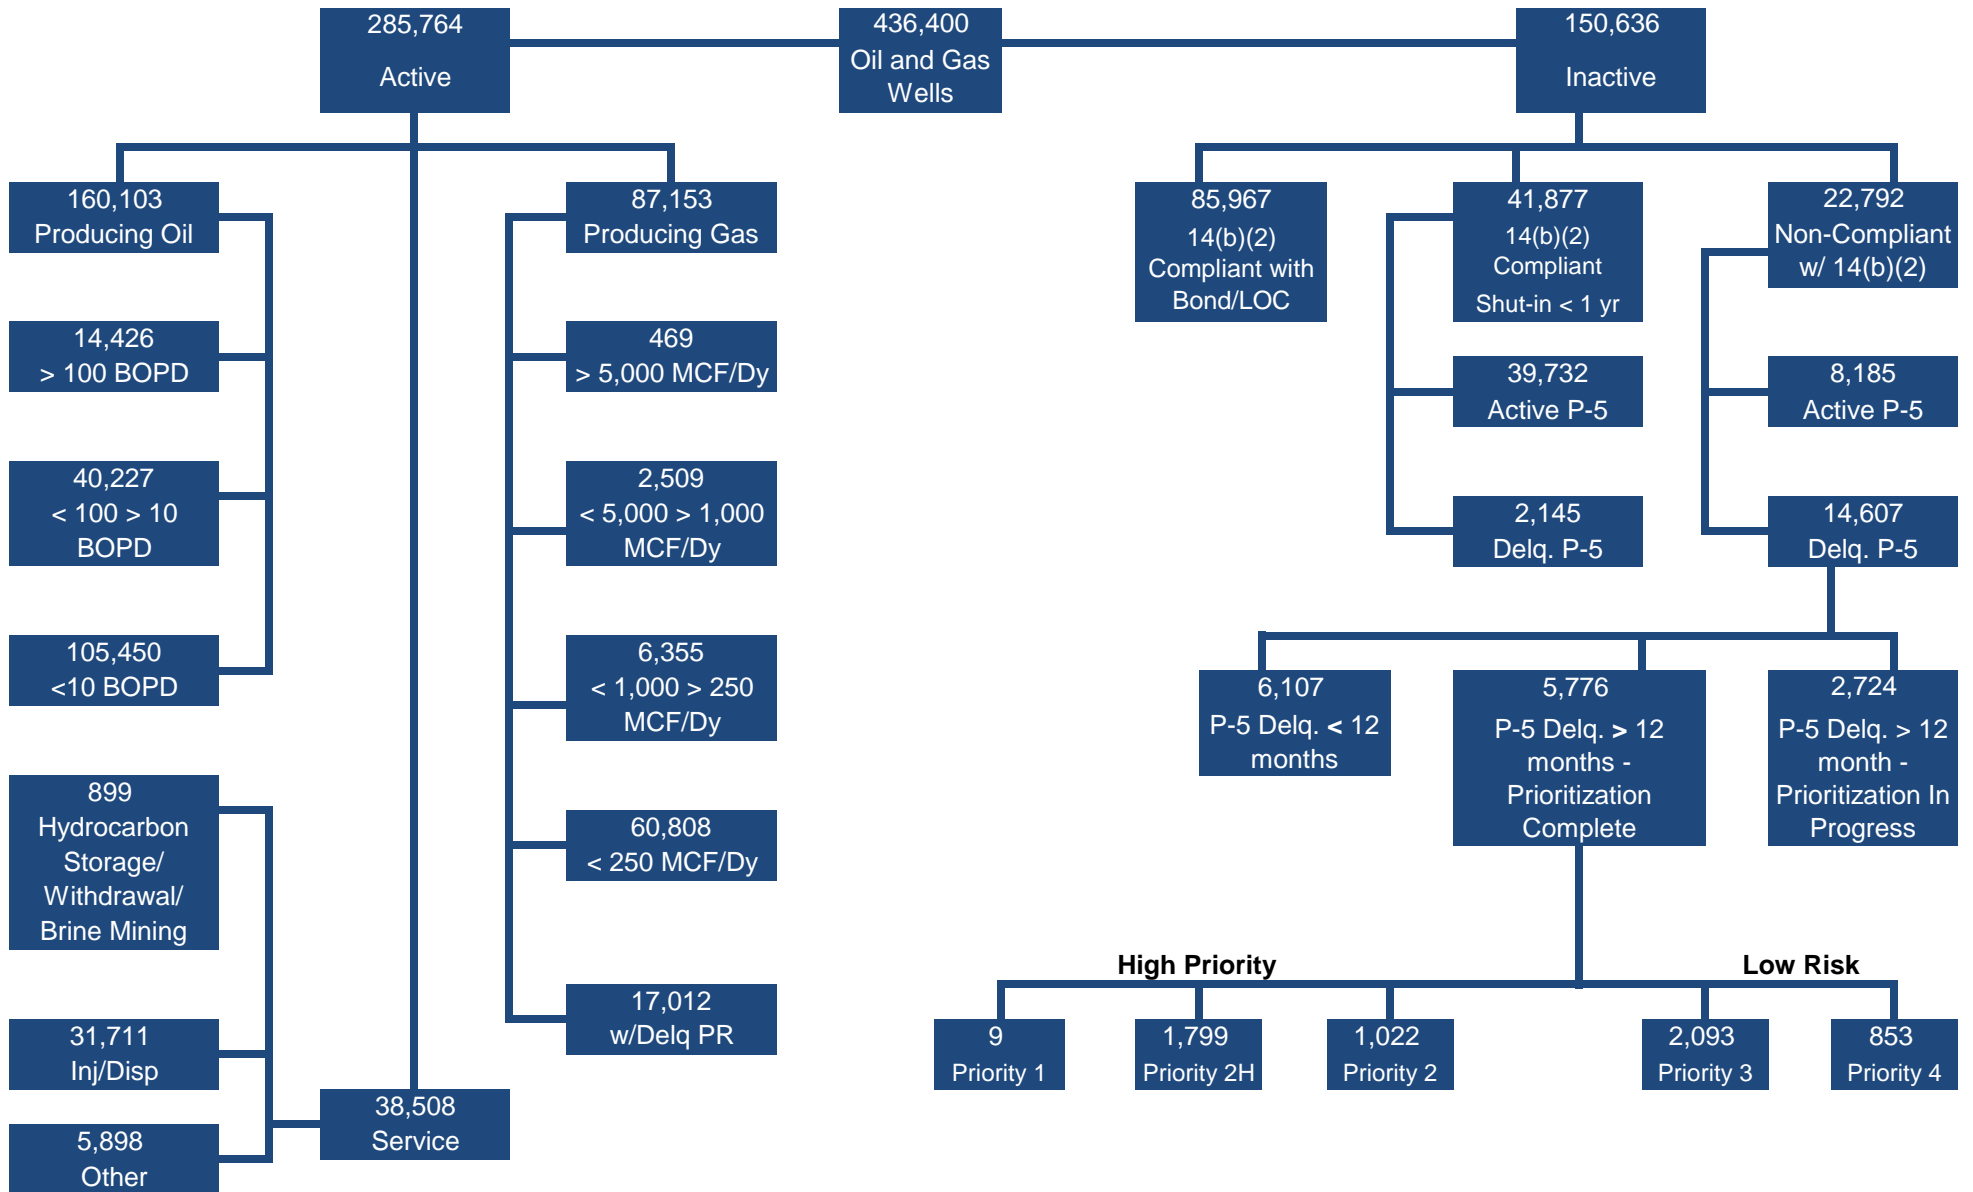 285,764
Active
436,400
Oil and Gas
Wells
150,636
Inactive
160,103
Producing Oil
14,426
> 100 BOPD
40,227
< 100 > 10
BOPD
105,450
<10 BOPD
899
Hydrocarbon
Storage/
Withdrawal/
Brine Mining
31,711
Inj/Disp
5,898
Other
38,508
Service
87,153
Producing Gas
469
> 5,000 MCF/Dy
2,509
< 5,000 > 1,000
MCF/Dy
6,355
< 1,000 > 250
MCF/Dy
60,808
< 250 MCF/Dy
17,012
w/Delq PR
85,967
14(b)(2)
Compliant with
Bond/LOC
41,877
14(b)(2)
Compliant
Shut-in < 1 yr
39,732
Active P-5
2,145
Delq. P-5
22,792
Non-Compliant
w/ 14(b)(2)
8,185
Active P-5
14,607
Delq. P-5
6,107
P-5 Delq. < 12
months
5,776
P-5 Delq. > 12
months -
Prioritization
Complete
2,724
P-5 Delq. > 12
month -
Prioritization In
Progress
High Priority
Low Risk
9
Priority 1
1,799
Priority 2H
1,022
Priority 2
2,093
Priority 3
853
Priority 4